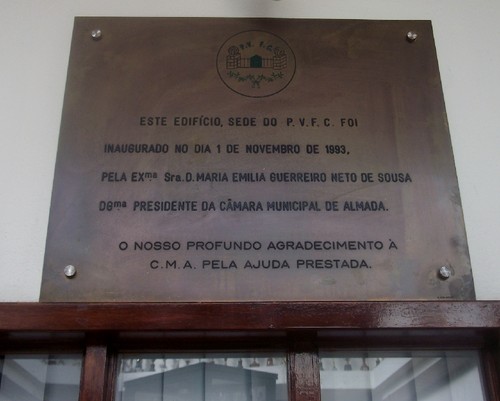 P.V.F.C.
ESTE EDIFÍCIO, SEDE DO P. V. F. C. FOI
INAUGURADO NO DIA 1 DE NOVEMBRO DE 1993,
PELA EXᵐᵃ Sra. D. MARIA EMILIA GUERREIRO NETO DE SOUSA
DBᵐᵃ PRESIDENTE DA CÂMARA MUNICIPAL DE ALMADA.
O NOSSO PROFUNDO AGRADECIMENTO À
C. M. A. PELA AJUDA PRESTADA.